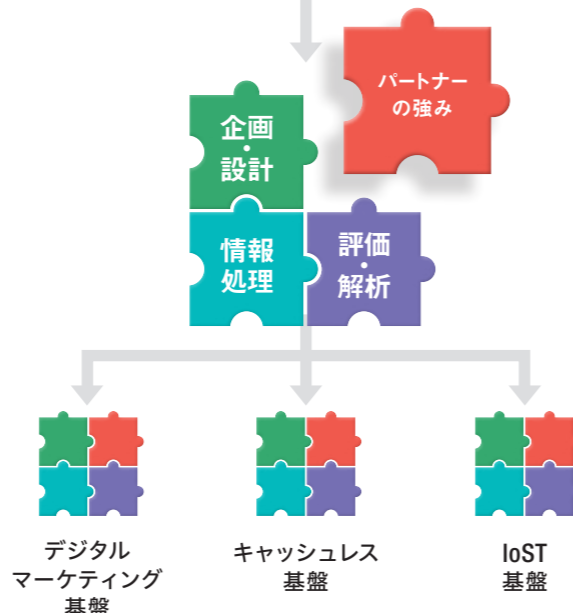 パートナー
の強み
企画
・
設計
情報
処理
評価
・
解析
デジタル
マーケティング
基盤
キャッシュレス
基盤
IoST
基盤